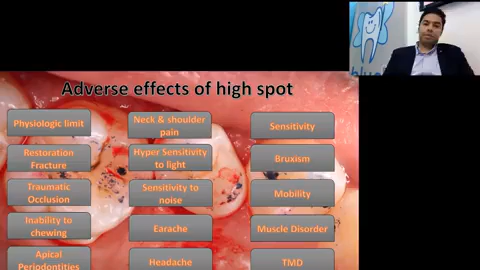 Adverse effects of high spot
Physiologic limit
Neck & shoulder
pain
Sensitivity
Restoration
Fracture
Hyper Sensitivity
to light
Bruxism
Traumatic
Occlusion
Sensitivity to
noise
Mobility
Inability to
chewing
Earache
Muscle Disorder
Apical
Periodontities
Headache
TMD